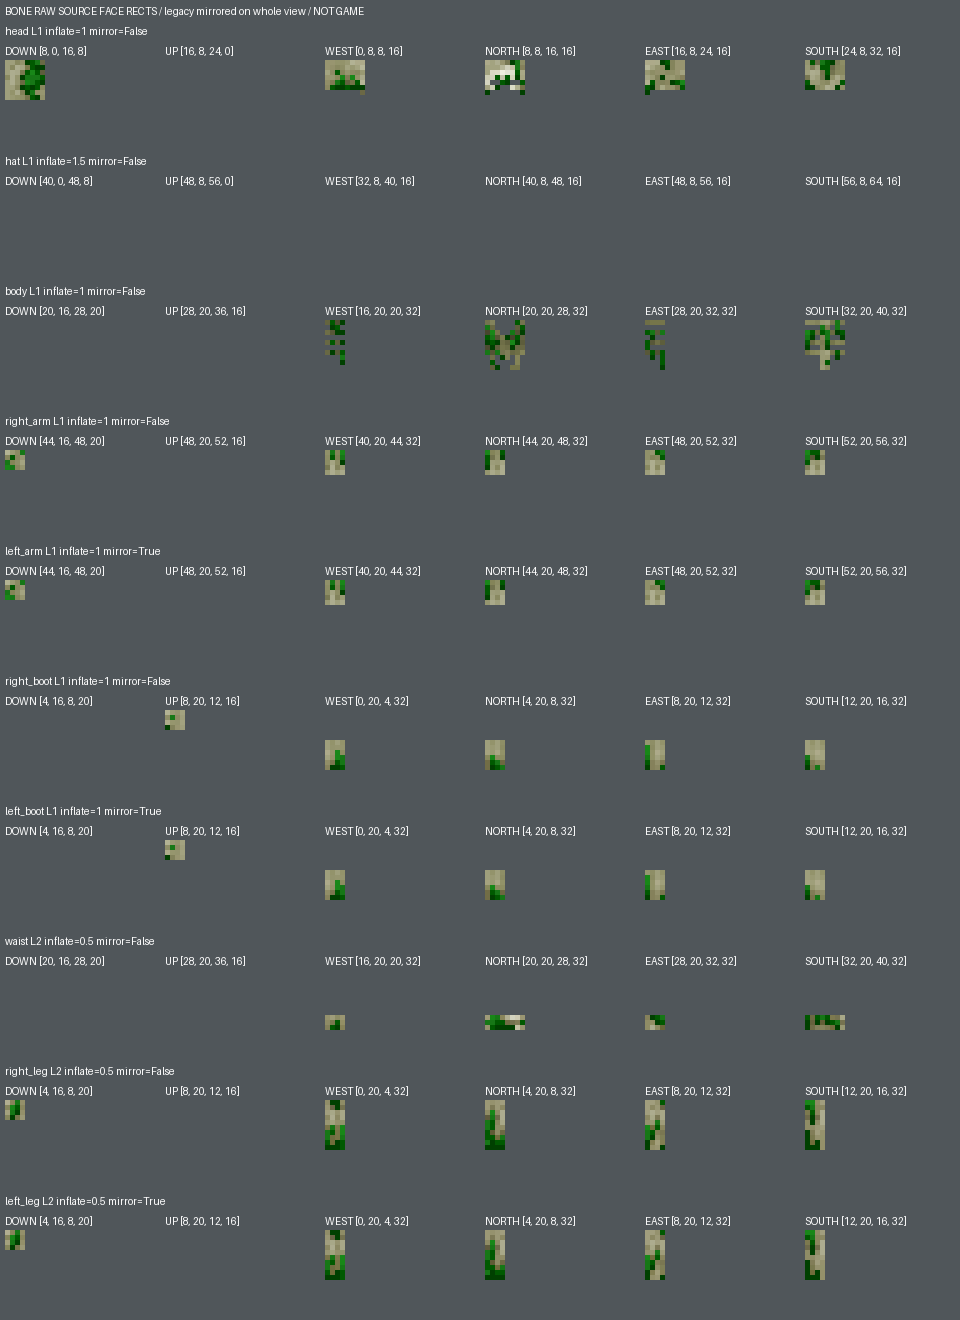 BONE RAW SOURCE FACE RECTS / legacy mirrored on whole view / NOT GAME
head L1 inflate=1 mirror=False
DOWN [8, 0, 16, 8] UP [16, 8, 24, 0] WEST [0, 8, 8, 16] NORTH [8, 8, 16, 16] EAST [16, 8, 24, 16] SOUTH [24, 8, 32, 16]
hat L1 inflate=1.5 mirror=False
DOWN [40, 0, 48, 8] UP [48, 8, 56, 0] WEST [32, 8, 40, 16] NORTH [40, 8, 48, 16] EAST [48, 8, 56, 16] SOUTH [56, 8, 64, 16]
body L1 inflate=1 mirror=False
DOWN [20, 16, 28, 20] UP [28, 20, 36, 16] WEST [16, 20, 20, 32] NORTH [20, 20, 28, 32] EAST [28, 20, 32, 32] SOUTH [32, 20, 40, 32]
right_arm L1 inflate=1 mirror=False
DOWN [44, 16, 48, 20] UP [48, 20, 52, 16] WEST [40, 20, 44, 32] NORTH [44, 20, 48, 32] EAST [48, 20, 52, 32] SOUTH [52, 20, 56, 32]
left_arm L1 inflate=1 mirror=True
DOWN [44, 16, 48, 20] UP [48, 20, 52, 16] WEST [40, 20, 44, 32] NORTH [44, 20, 48, 32] EAST [48, 20, 52, 32] SOUTH [52, 20, 56, 32]
right_boot L1 inflate=1 mirror=False
DOWN [4, 16, 8, 20] UP [8, 20, 12, 16] WEST [0, 20, 4, 32] NORTH [4, 20, 8, 32] EAST [8, 20, 12, 32] SOUTH [12, 20, 16, 32]
left_boot L1 inflate=1 mirror=True
DOWN [4, 16, 8, 20] UP [8, 20, 12, 16] WEST [0, 20, 4, 32] NORTH [4, 20, 8, 32] EAST [8, 20, 12, 32] SOUTH [12, 20, 16, 32]
waist L2 inflate=0.5 mirror=False
DOWN [20, 16, 28, 20] UP [28, 20, 36, 16] WEST [16, 20, 20, 32] NORTH [20, 20, 28, 32] EAST [28, 20, 32, 32] SOUTH [32, 20, 40, 32]
right_leg L2 inflate=0.5 mirror=False
DOWN [4, 16, 8, 20] UP [8, 20, 12, 16] WEST [0, 20, 4, 32] NORTH [4, 20, 8, 32] EAST [8, 20, 12, 32] SOUTH [12, 20, 16, 32]
left_leg L2 inflate=0.5 mirror=True
DOWN [4, 16, 8, 20] UP [8, 20, 12, 16] WEST [0, 20, 4, 32] NORTH [4, 20, 8, 32] EAST [8, 20, 12, 32] SOUTH [12, 20, 16, 32]